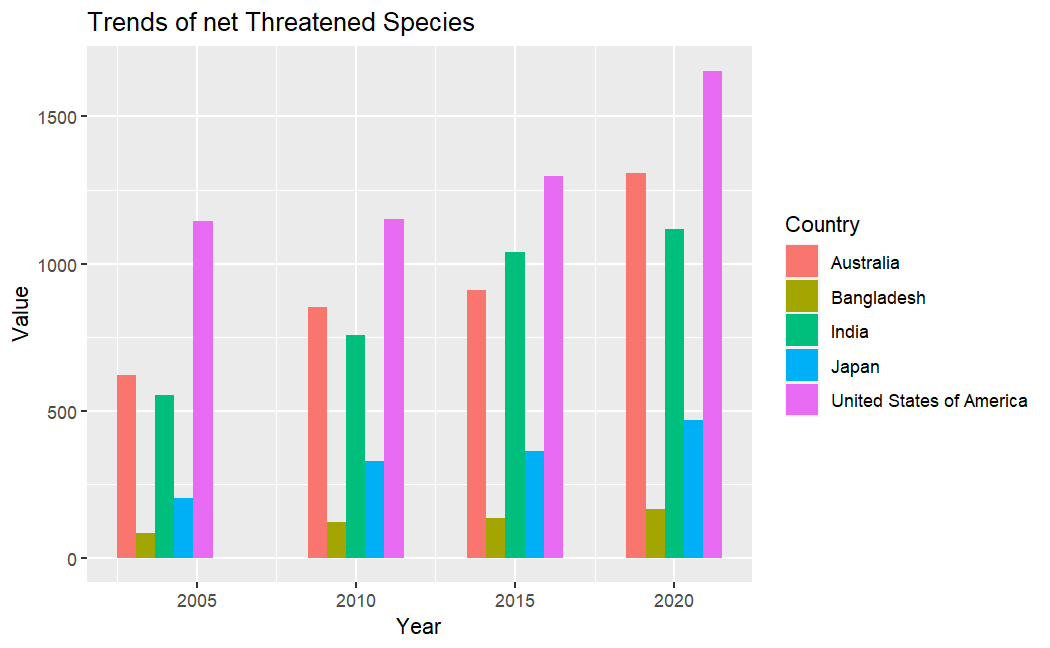 Trends of net Threatened Species
1500
1000
500
0
Value
2005 2010 2015 2020
Year
Country
Australia
Bangladesh
India
Japan
United States of America